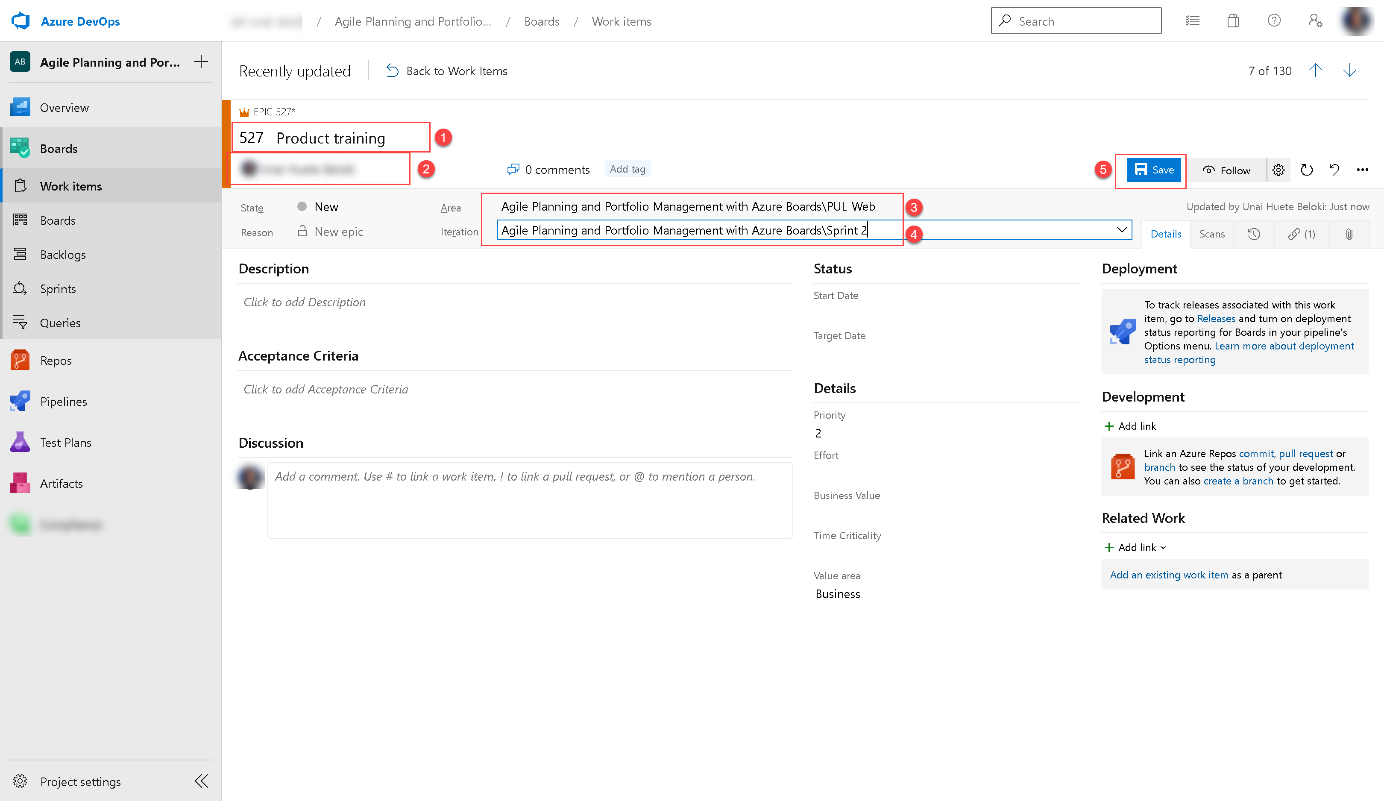 Azure DevOps
/ Agile Planning and Portfolio... / Boards / Work items
Search
AB Agile Planning and Por...
Recently updated
Back to Work Items
7 of 130
Overview
Boards
Work items
Boards
Backlogs
Sprints
Queries
Repos
Pipelines
Test Plans
Artifacts
Project settings
EPIC 527*
527 Product training
1
2
0 comments
Add tag
5
Save
Follow
State
New
Area
Agile Planning and Portfolio Management with Azure Boards\PUL Web
3
Updated by Unai Huete Beloki: Just now
Reason
New epic
Iteration
Agile Planning and Portfolio Management with Azure Boards\Sprint 2
4
Details
Scans
(1)
Description
Click to add Description
Acceptance Criteria
Click to add Acceptance Criteria
Discussion
Add a comment. Use # to link a work item, ! to link a pull request, or @ to mention a person.
Status
Start Date
Target Date
Details
Priority
2
Effort
Business Value
Time Criticality
Value area
Business
Deployment
To track releases associated with this work
item, go to Releases and turn on deployment
status reporting for Boards in your pipeline's
Options menu. Learn more about deployment
status reporting
Development
Add link
Link an Azure Repos commit, pull request or
branch to see the status of your development.
You can also create a branch to get started.
Related Work
Add link
Add an existing work item as a parent